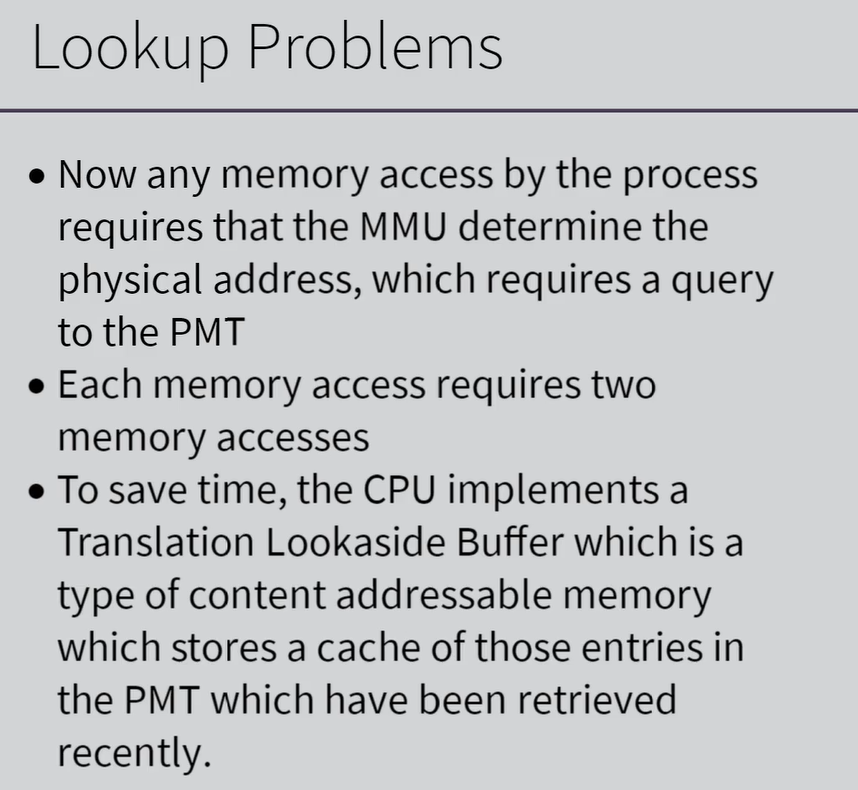 Lookup Problems
• Now any memory access by the process
requires that the MMU determine the
physical address, which requires a query
to the PMT
• Each memory access requires two
memory accesses
• To save time, the CPU implements a
Translation Lookaside Buffer which is a
type of content addressable memory
which stores a cache of those entries in
the PMT which have been retrieved
recently.